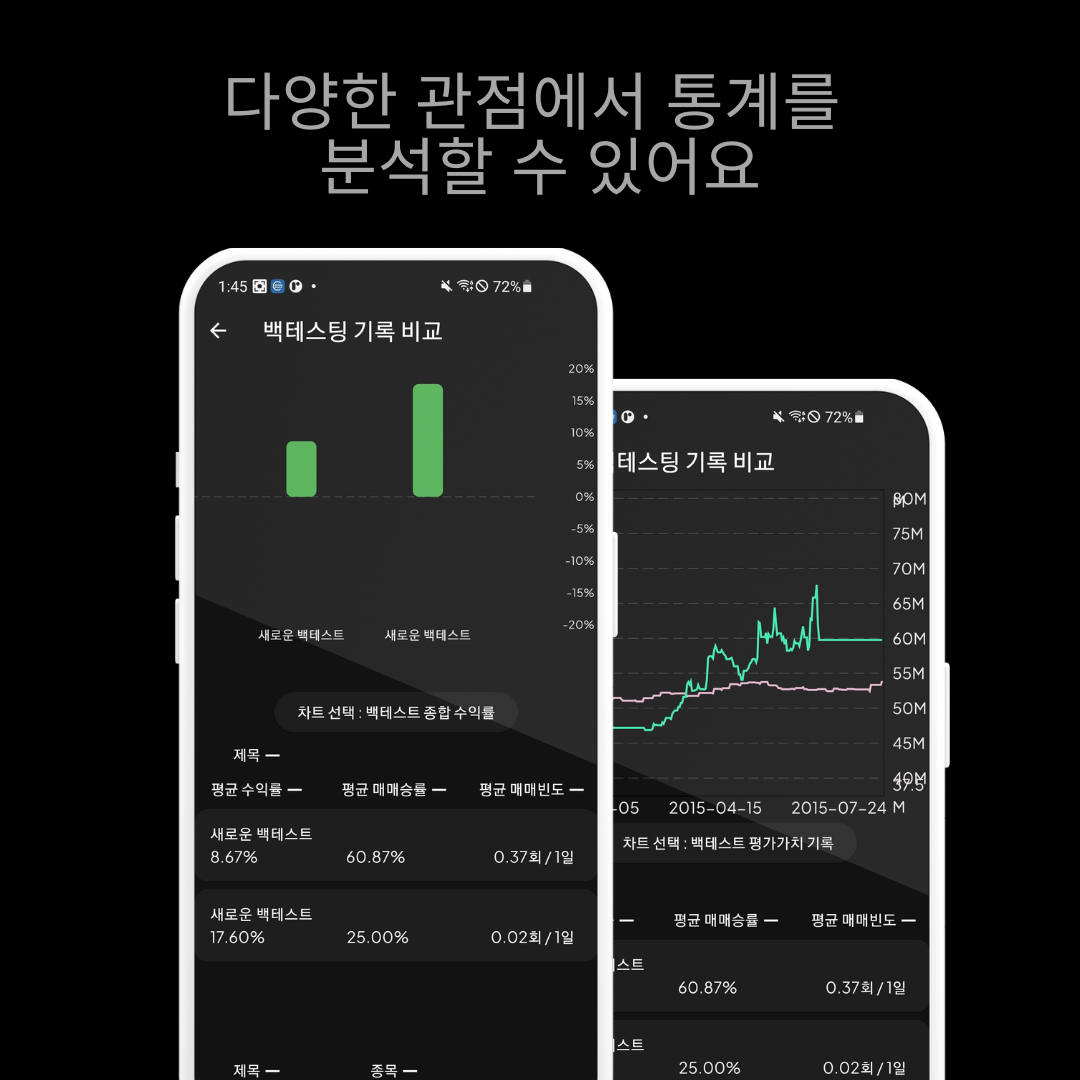 다양한 관점에서 통계를
분석할 수 있어요
1:45
72%
백테스팅 기록 비교
20%
15%
10%
5%
0%
-5%
-10%
-15%
-20%
새로운 백테스트 새로운 백테스트
차트 선택 : 백테스트 종합 수익률
제목 —
평균 수익률 — 평균 매매승률 — 평균 매매빈도 —
새로운 백테스트
8.67% 60.87% 0.37회 / 1일
새로운 백테스트
17.60% 25.00% 0.02회 / 1일
제목 — 종목 —
72%
테스팅 기록 비교
80M
75M
70M
65M
60M
55M
50M
45M
40M
37.5
M
-05 2015-04-15 2015-07-24
차트 선택 : 백테스트 평가가치 기록
— 평균 매매승률 — 평균 매매빈도 —
스트
60.87% 0.37회 / 1일
스트
25.00% 0.02회 / 1일